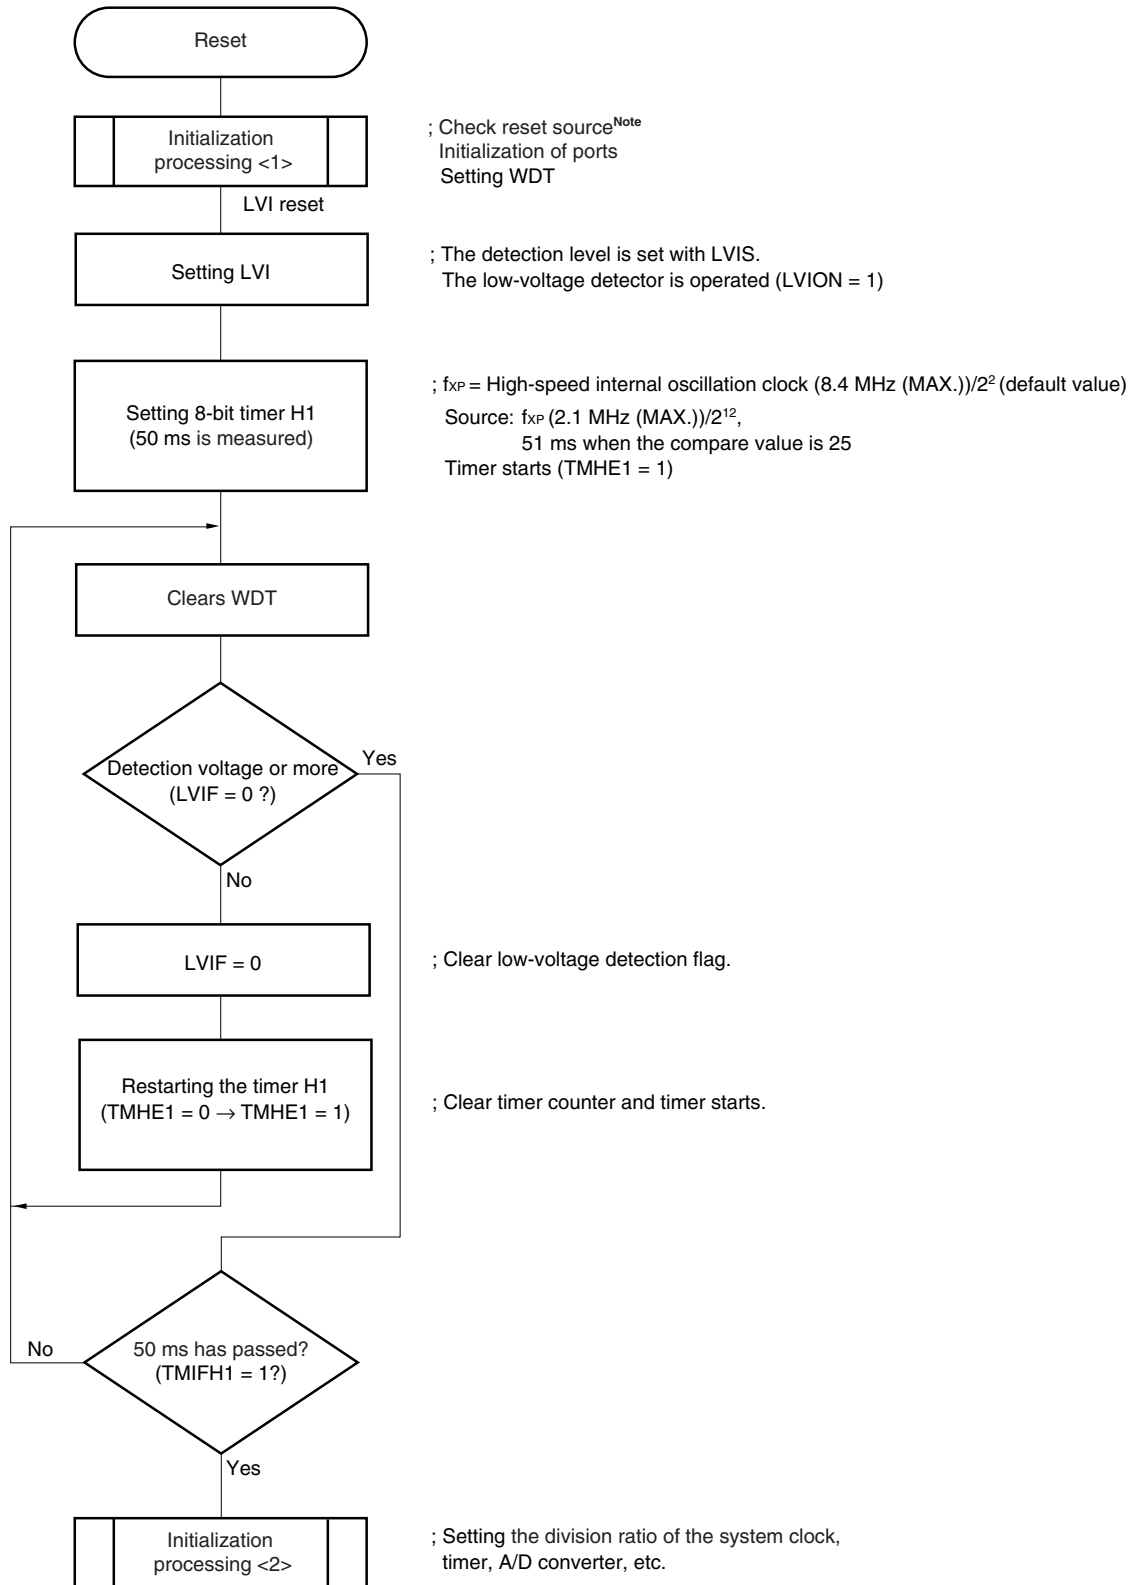 Reset
Initialization
processing <1>
; Check reset source^Note
Initialization of ports
Setting WDT
LVI reset
Setting LVI
; The detection level is set with LVIS.
The low-voltage detector is operated (LVION = 1)
Setting 8-bit timer H1
(50 ms is measured)
; fXP = High-speed internal oscillation clock (8.4 MHz (MAX.))/2² (default value)
Source: fXP (2.1 MHz (MAX.))/2¹²,
51 ms when the compare value is 25
Timer starts (TMHE1 = 1)
Clears WDT
Detection voltage or more
(LVIF = 0 ?)
Yes
No
LVIF = 0
; Clear low-voltage detection flag.
Restarting the timer H1
(TMHE1 = 0 → TMHE1 = 1)
; Clear timer counter and timer starts.
50 ms has passed?
(TMIFH1 = 1?)
No
Yes
Initialization
processing <2>
; Setting the division ratio of the system clock,
timer, A/D converter, etc.